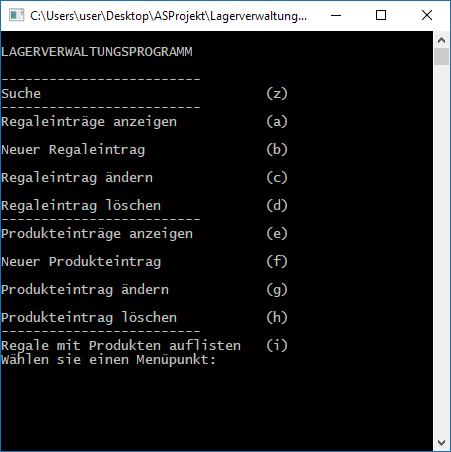 C:\Users\user\Desktop\ASProjekt\Lagerverwaltung...
LAGERVERWALTUNGSPROGRAMM
-------------------------
Suche (z)
-------------------------
Regaleinträge anzeigen (a)
Neuer Regaleintrag (b)
Regaleintrag ändern (c)
Regaleintrag löschen (d)
-------------------------
Produkteinträge anzeigen (e)
Neuer Produkteintrag (f)
Produkteintrag ändern (g)
Produkteintrag löschen (h)
-------------------------
Regale mit Produkten auflisten (i)
Wählen sie einen Menüpunkt: